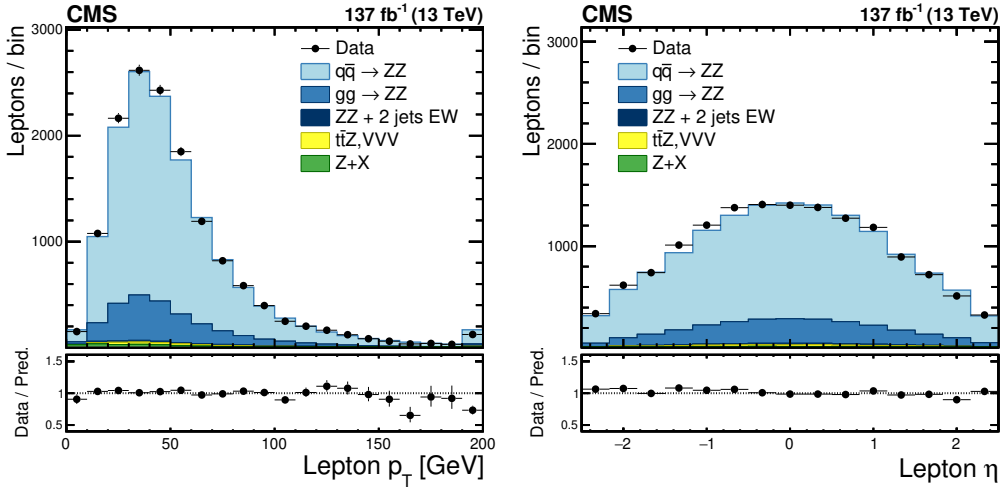 CMS 137 fb⁻¹ (13 TeV)
Leptons / bin
3000
2000
1000
Data
qq̄ → ZZ
gg → ZZ
ZZ + 2 jets EW
tt̄Z,VVV
Z+X
Data / Pred.
1.5
1
0.5
0 50 100 150 200
Lepton p_T [GeV]
CMS 137 fb⁻¹ (13 TeV)
Leptons / bin
3000
2000
1000
Data
qq̄ → ZZ
gg → ZZ
ZZ + 2 jets EW
tt̄Z,VVV
Z+X
Data / Pred.
1.5
1
0.5
−2 −1 0 1 2
Lepton η